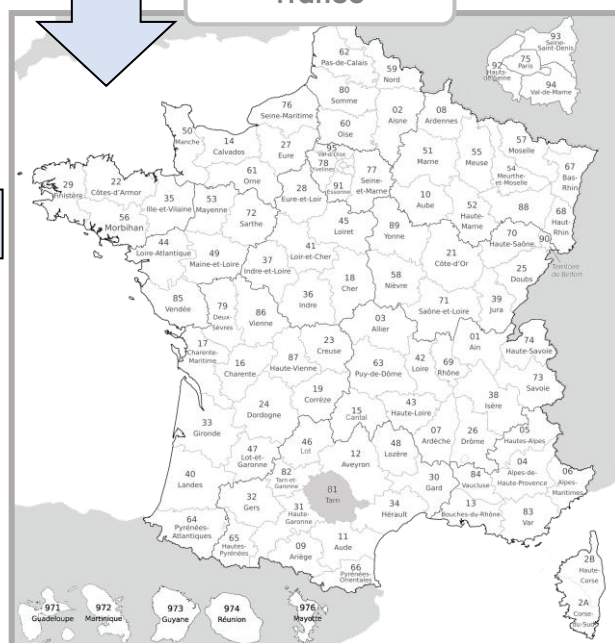 France
93
Seine-
Saint-Denis
92
Hauts-
de-Seine
75
Paris
94
Val-de-Marne
62
Pas-de-Calais
59
Nord
80
Somme
02
Aisne
08
Ardennes
76
Seine-Maritime
60
Oise
50
Manche
14
Calvados
27
Eure
95
Val-d'Oise
78
Yvelines
77
Seine-
et-Marne
91
Essonne
51
Marne
55
Meuse
57
Moselle
54
Meurthe-
et-Moselle
67
Bas-
Rhin
61
Orne
28
Eure-et-Loir
10
Aube
52
Haute-
Marne
88
68
Haut-
Rhin
29
Finistère
22
Côtes-d'Armor
56
Morbihan
35
Ille-et-Vilaine
53
Mayenne
72
Sarthe
45
Loiret
89
Yonne
70
Haute-Saône
90
Territoire
de Belfort
44
Loire-Atlantique
49
Maine-et-Loire
37
Indre-et-Loire
41
Loir-et-Cher
18
Cher
58
Nièvre
21
Côte-d'Or
25
Doubs
85
Vendée
79
Deux-
Sèvres
86
Vienne
36
Indre
03
Allier
71
Saône-et-Loire
39
Jura
17
Charente-
Maritime
16
Charente
87
Haute-Vienne
23
Creuse
63
Puy-de-Dôme
42
Loire
69
Rhône
01
Ain
74
Haute-Savoie
73
Savoie
24
Dordogne
19
Corrèze
15
Cantal
43
Haute-Loire
38
Isère
33
Gironde
47
Lot-et-
Garonne
46
Lot
12
Aveyron
48
Lozère
07
Ardèche
26
Drôme
05
Hautes-Alpes
40
Landes
32
Gers
82
Tarn-et-
Garonne
81
Tarn
30
Gard
84
Vaucluse
04
Alpes-de-
Haute-Provence
06
Alpes-
Maritimes
64
Pyrénées-
Atlantiques
65
Hautes-
Pyrénées
31
Haute-
Garonne
34
Hérault
13
Bouches-du-Rhône
83
Var
09
Ariège
11
Aude
66
Pyrénées-
Orientales
2B
Haute-
Corse
2A
Corse-
du-Sud
971
Guadeloupe
972
Martinique
973
Guyane
974
Réunion
976
Mayotte